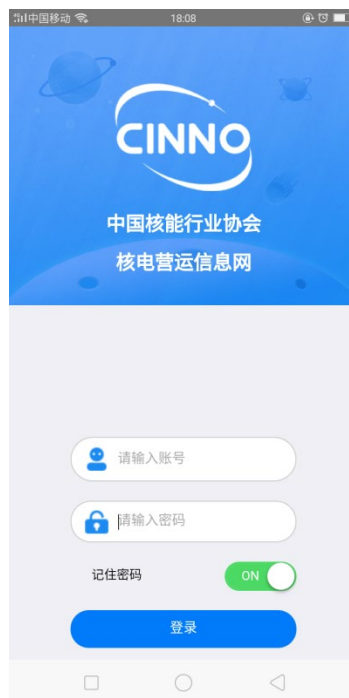 中国移动 18:08
CINNO
中国核能行业协会
核电营运信息网
请输入账号
请输入密码
记住密码 ON
登录